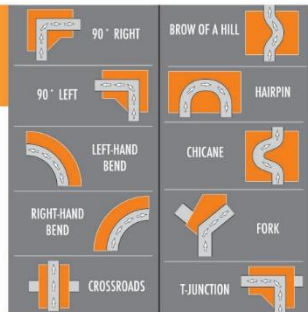 90° RIGHT
90° LEFT
LEFT-HAND
BEND
RIGHT-HAND
BEND
CROSSROADS
BROW OF A HILL
HAIRPIN
CHICANE
FORK
T-JUNCTION